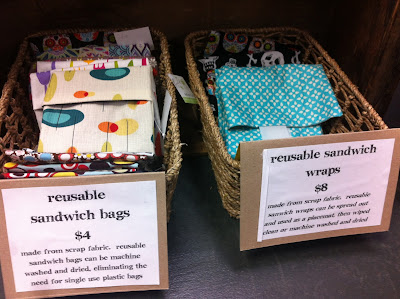 reusable
sandwich bags
$4
made from scrap fabric. reusable
sandwich bags can be machine
washed and dried, eliminating the
need for single use plastic bags
reusable sandwich
wraps
$8
made from scrap fabric. reusable
sanwich wraps can be spread out
and used as a placemat, then wiped
clean or machine washed and dried